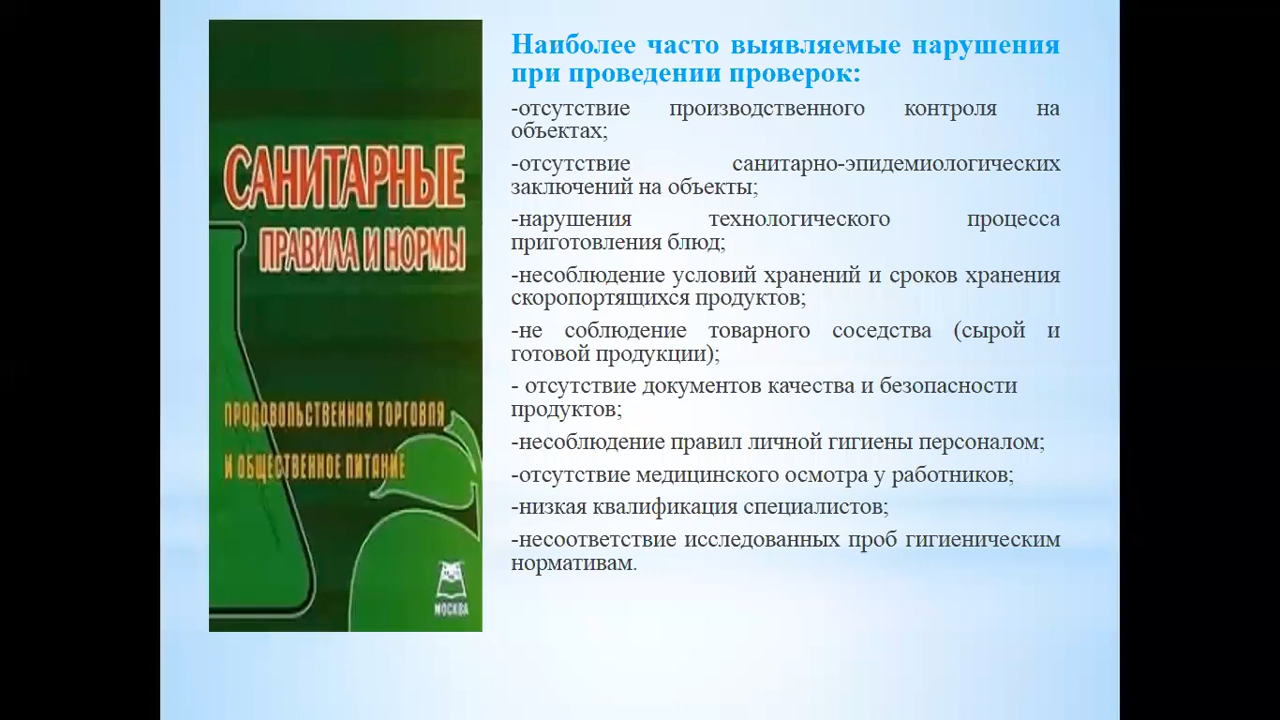 САНИТАРНЫЕ
ПРАВИЛА И НОРМЫ
ПРОДОВОЛЬСТВЕННАЯ ТОРГОВЛЯ
И ОБЩЕСТВЕННОЕ ПИТАНИЕ
МОСКВА
Наиболее часто выявляемые нарушения
при проведении проверок:
-отсутствие производственного контроля на
объектах;
-отсутствие санитарно-эпидемиологических
заключений на объекты;
-нарушения технологического процесса
приготовления блюд;
-несоблюдение условий хранений и сроков хранения
скоропортящихся продуктов;
-не соблюдение товарного соседства (сырой и
готовой продукции);
- отсутствие документов качества и безопасности
продуктов;
-несоблюдение правил личной гигиены персоналом;
-отсутствие медицинского осмотра у работников;
-низкая квалификация специалистов;
-несоответствие исследованных проб гигиеническим
нормативам.